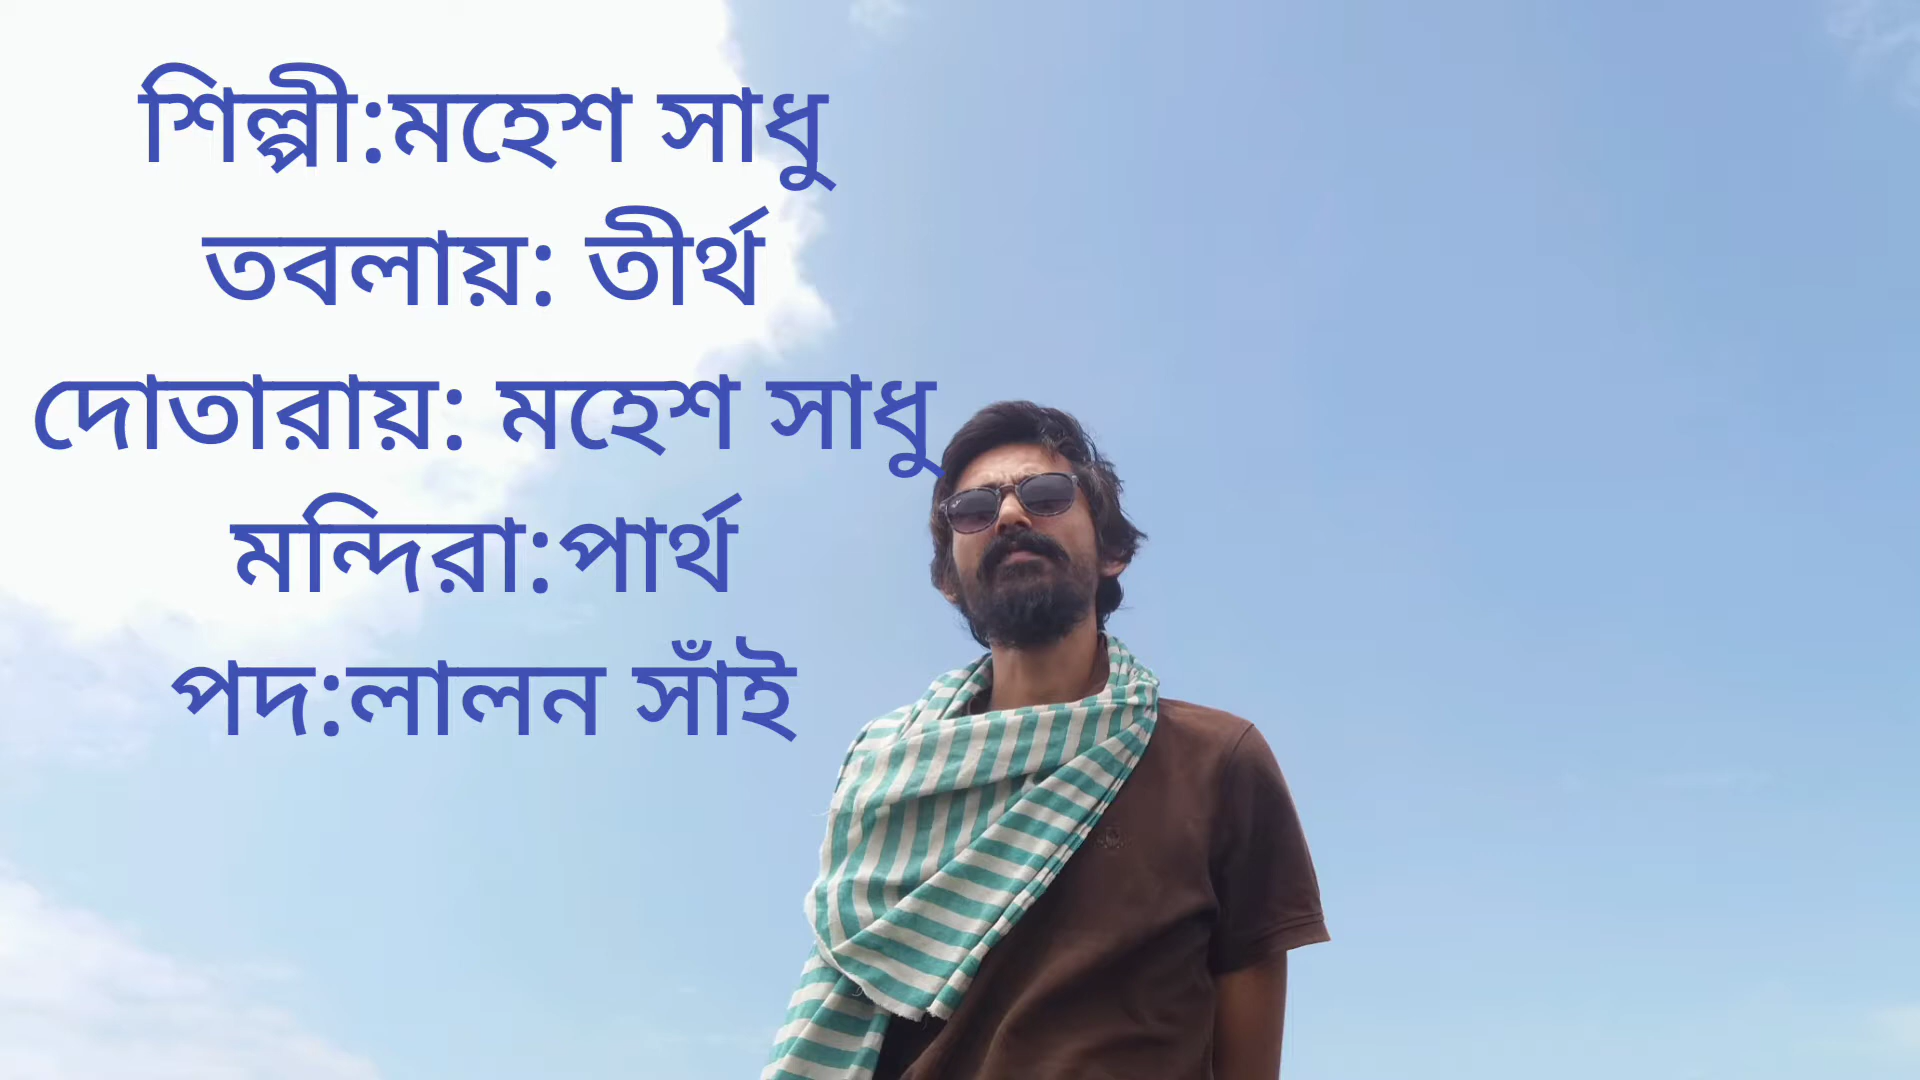 শিল্পী:মহেশ সাধু
তবলায়: তীর্থ
দোতারায়: মহেশ সাধু
মন্দিরা:পার্থ
পদ:লালন সাঁই